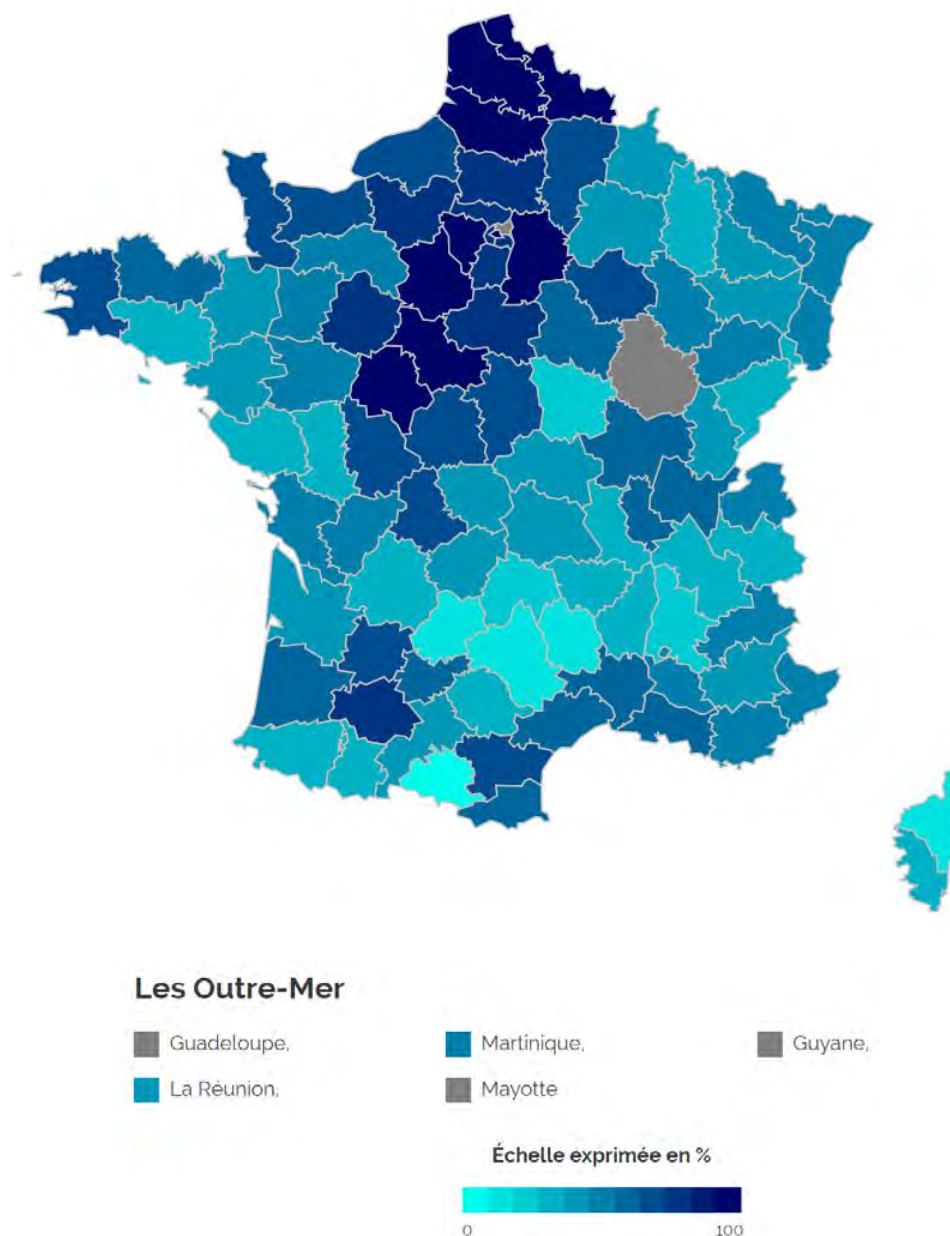 Les Outre-Mer
Guadeloupe, Martinique, Guyane,
La Réunion, Mayotte
Échelle exprimée en %
0 100